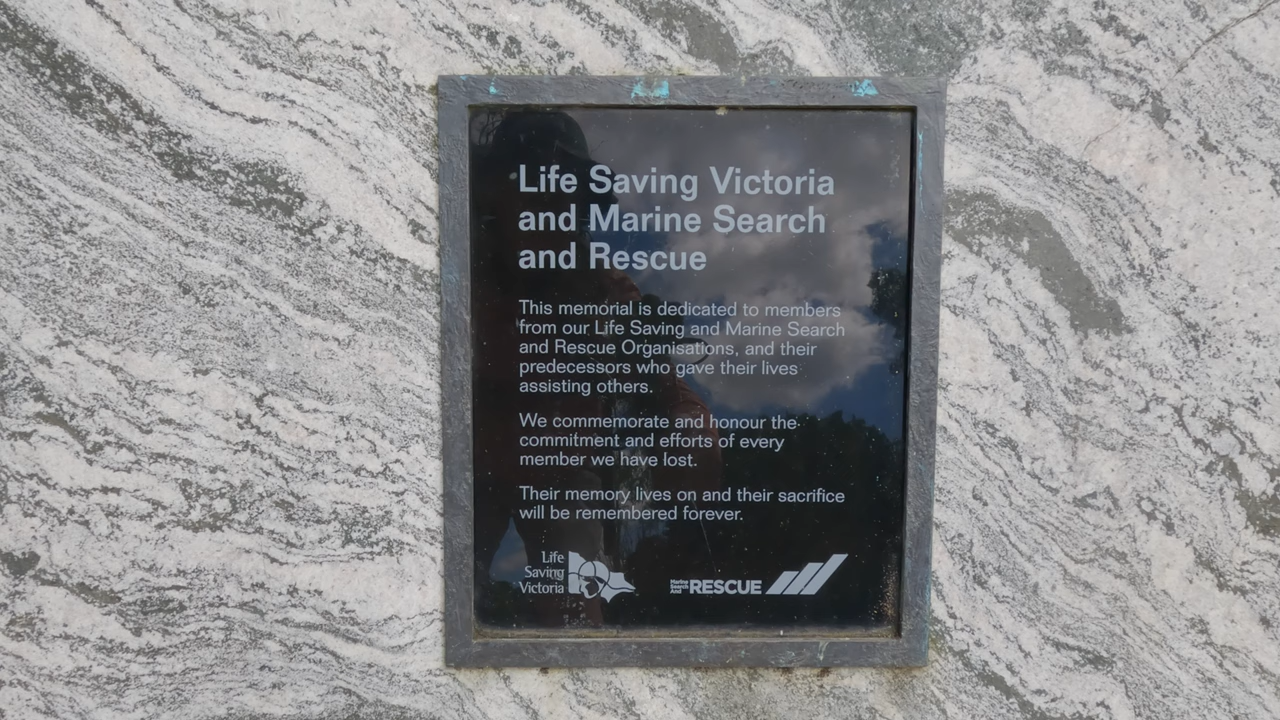 Life Saving Victoria
and Marine Search
and Rescue
This memorial is dedicated to members
from our Life Saving and Marine Search
and Rescue Organisations, and their
predecessors who gave their lives
assisting others.
We commemorate and honour the
commitment and efforts of every
member we have lost.
Their memory lives on and their sacrifice
will be remembered forever.
Life
Saving
Victoria
Marine
Search
And
RESCUE